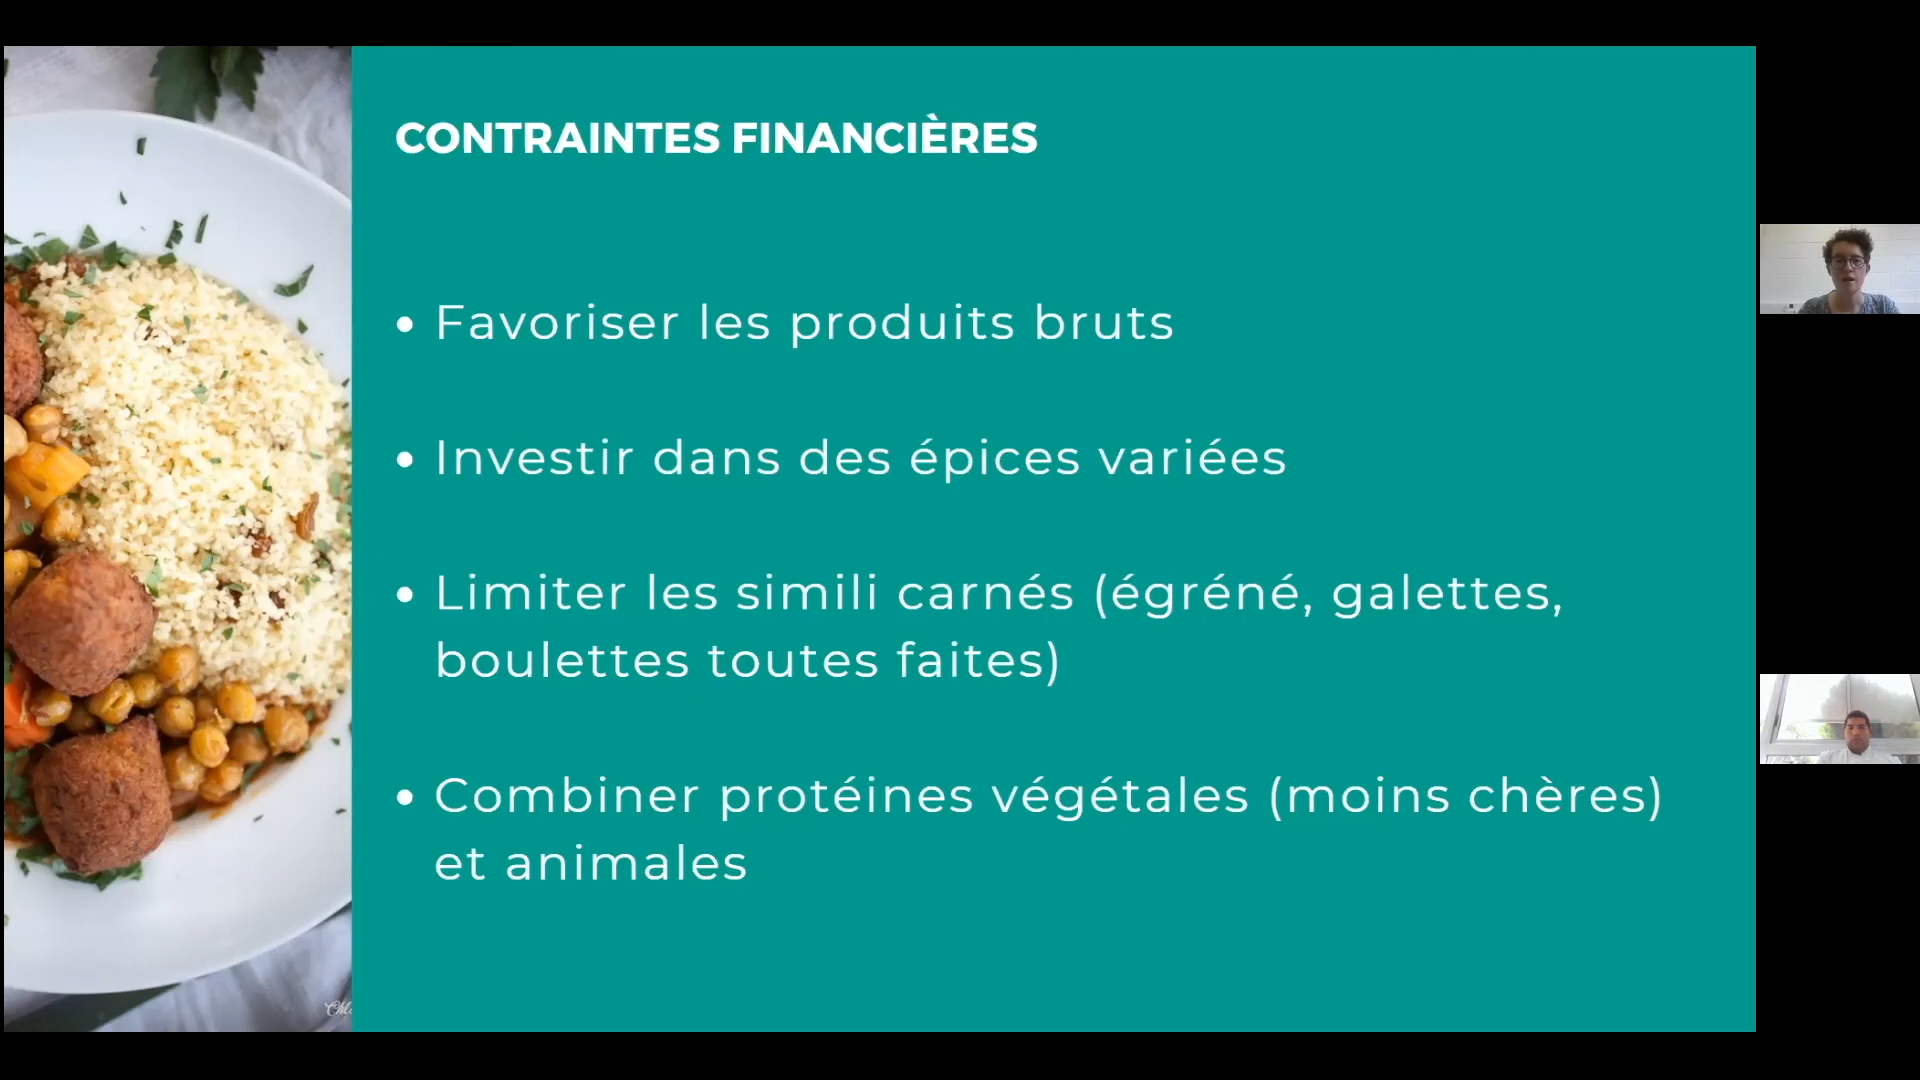 CONTRAINTES FINANCIÈRES
• Favoriser les produits bruts
• Investir dans des épices variées
• Limiter les simili carnés (égréné, galettes,
boulettes toutes faites)
• Combiner protéines végétales (moins chères)
et animales